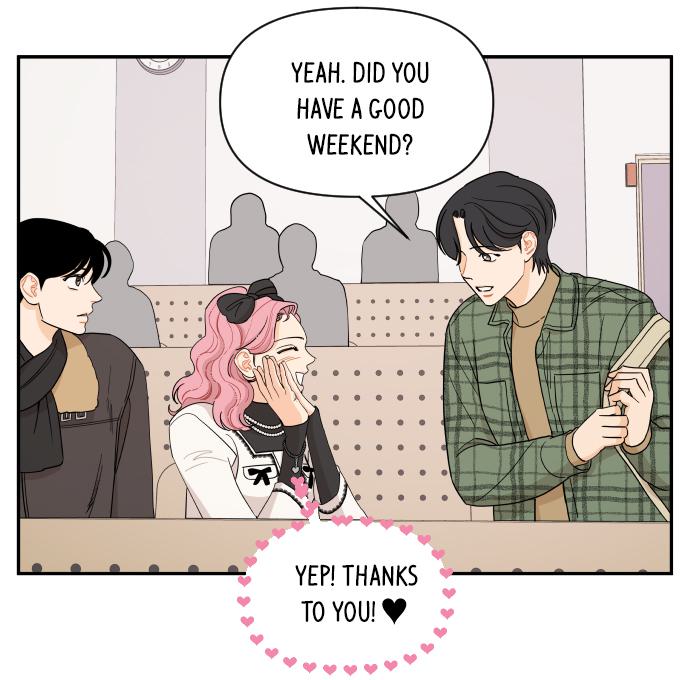 YEAH. DID YOU
HAVE A GOOD
WEEKEND?
YEP! THANKS
TO YOU! ♥